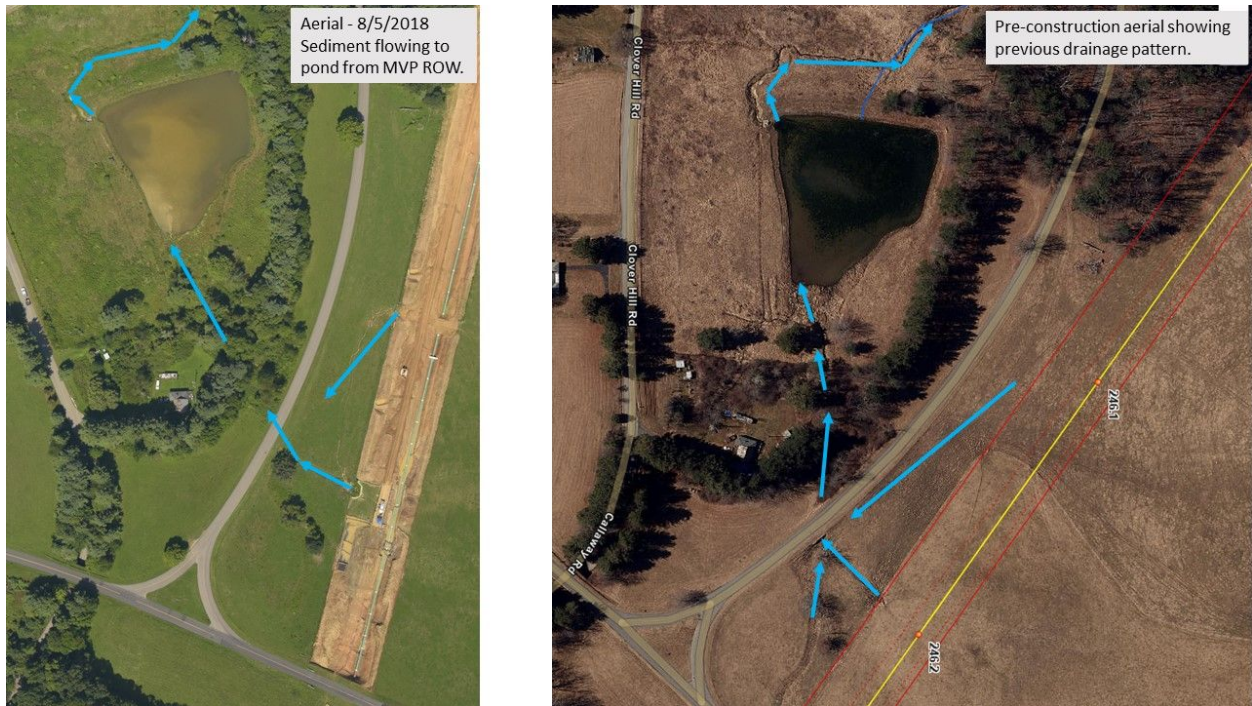 Aerial - 8/5/2018
Sediment flowing to
pond from MVP ROW.
Pre-construction aerial showing
previous drainage pattern.
Clover Hill Rd
Clover Hill Rd
Callaway Rd
246.1
246.2